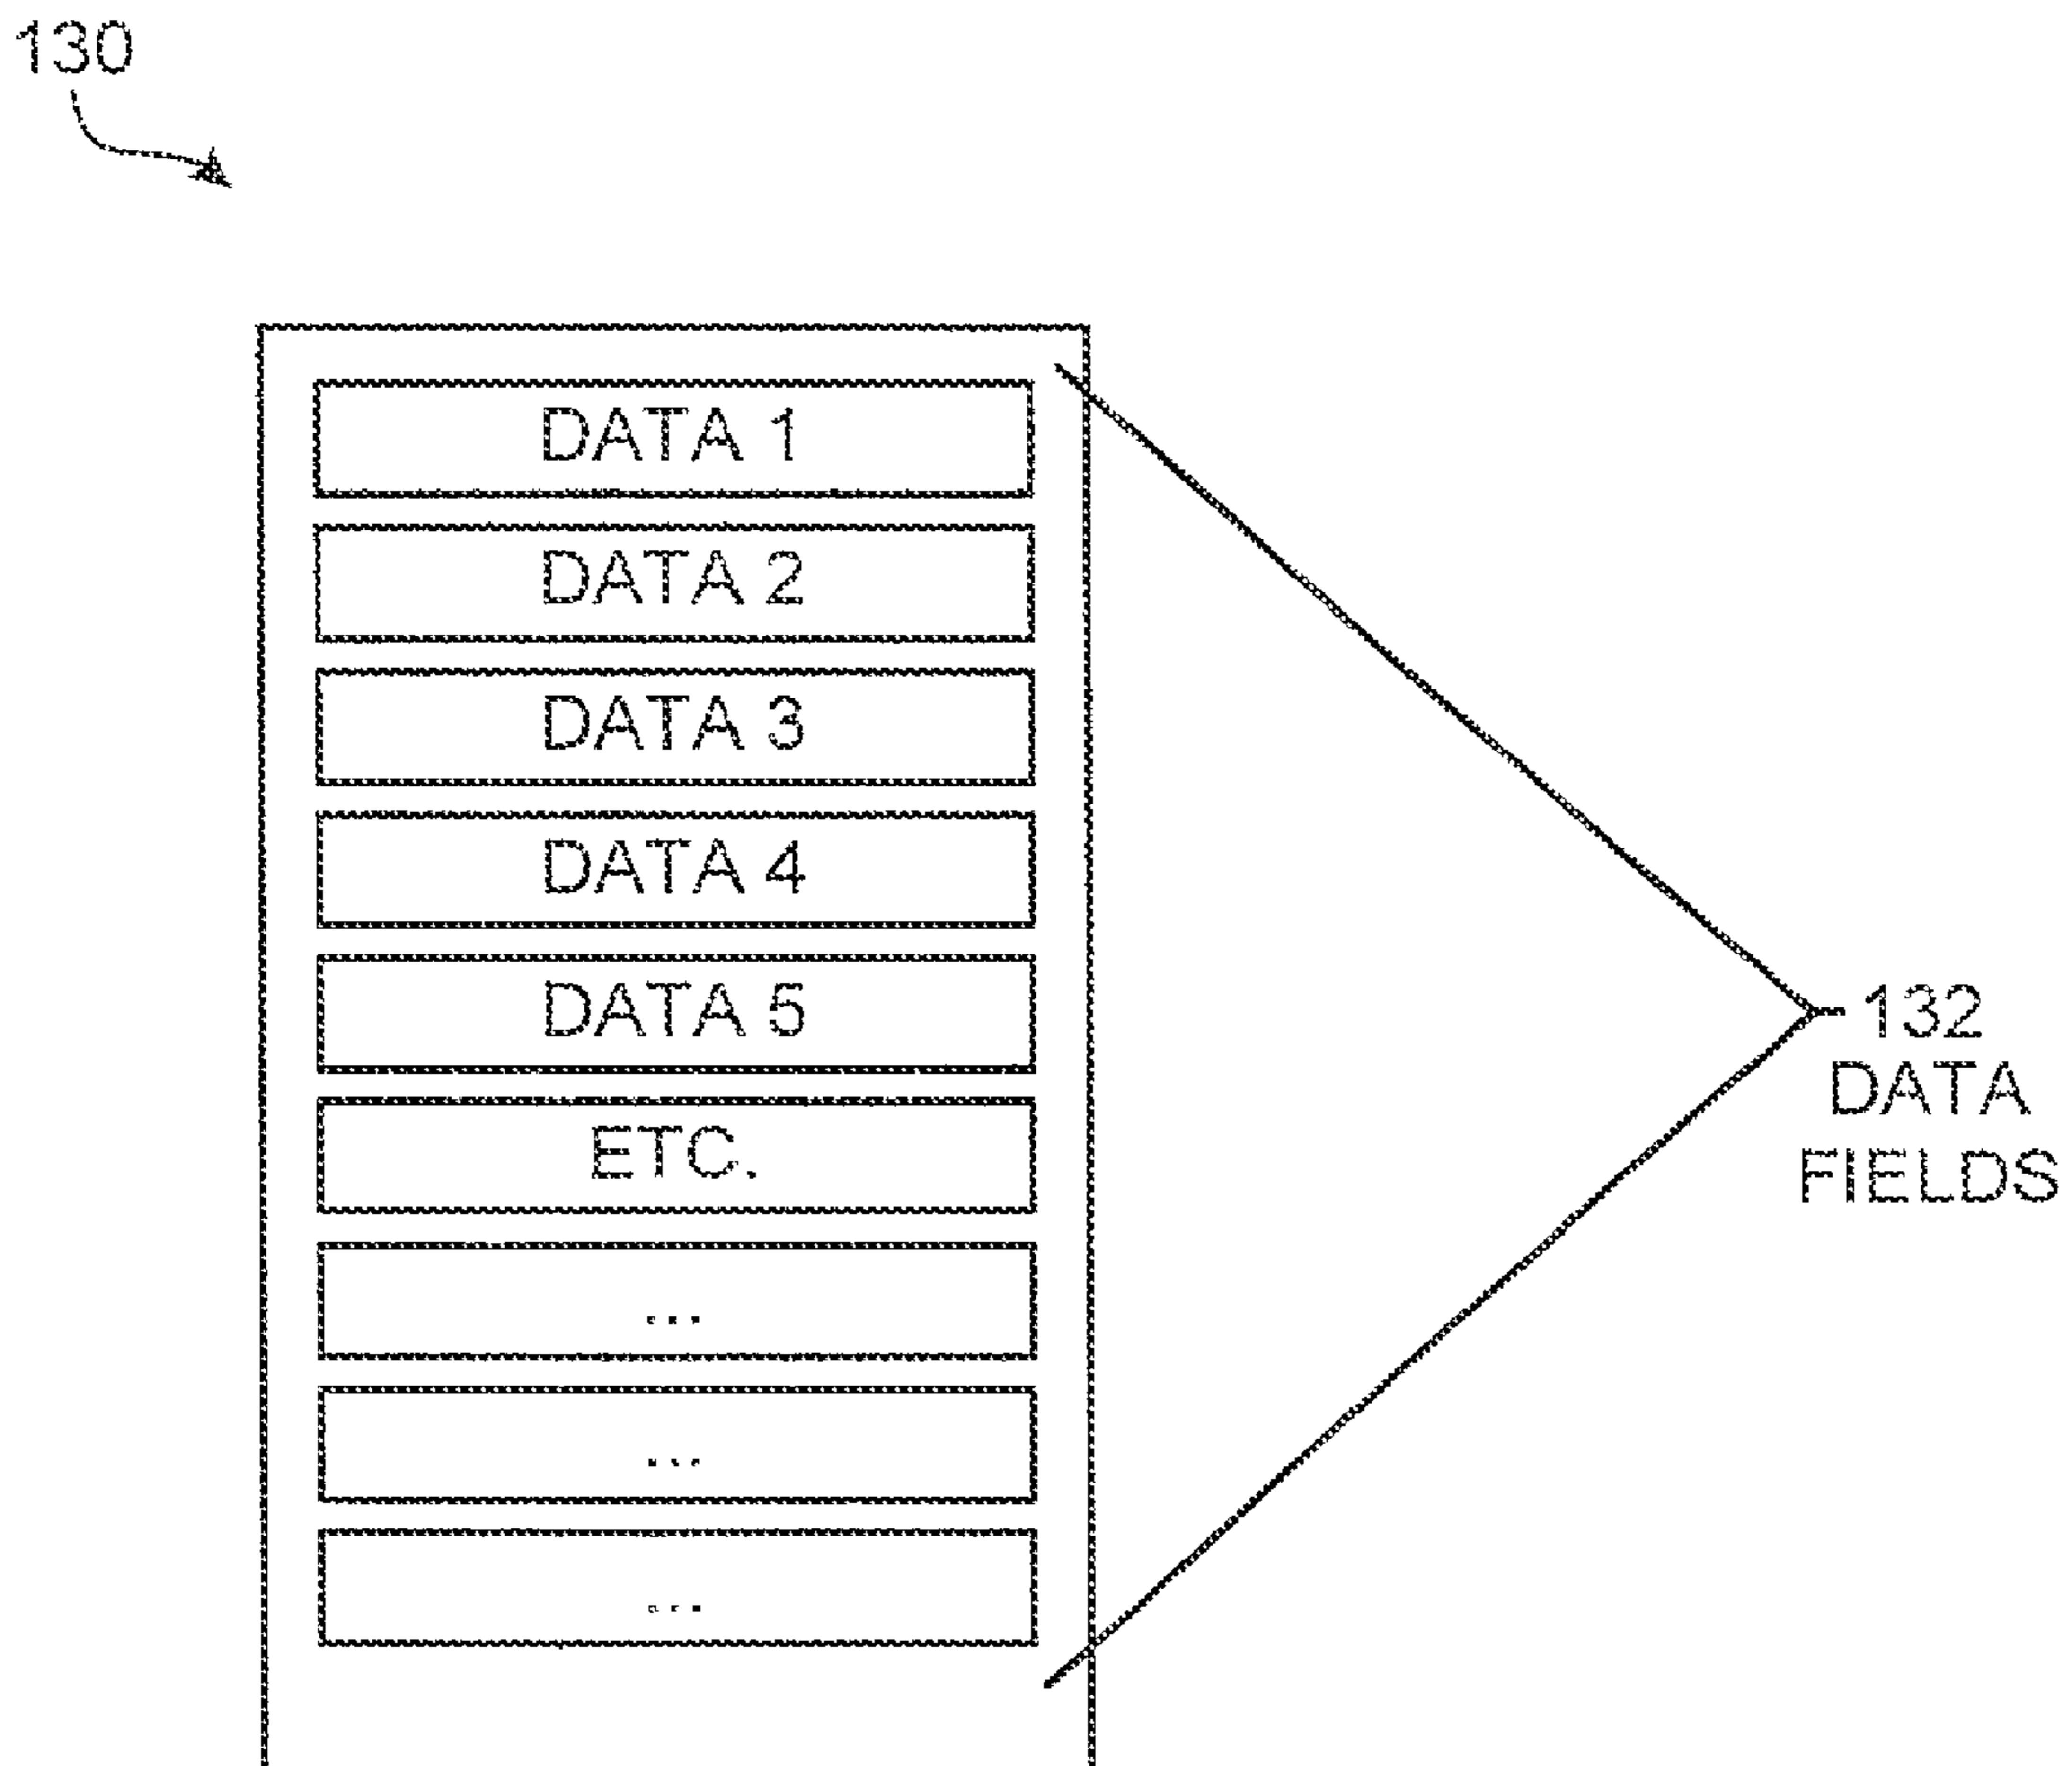 130
DATA 1
DATA 2
DATA 3
DATA 4
DATA 5
ETC.
...
...
...
132
DATA
FIELDS